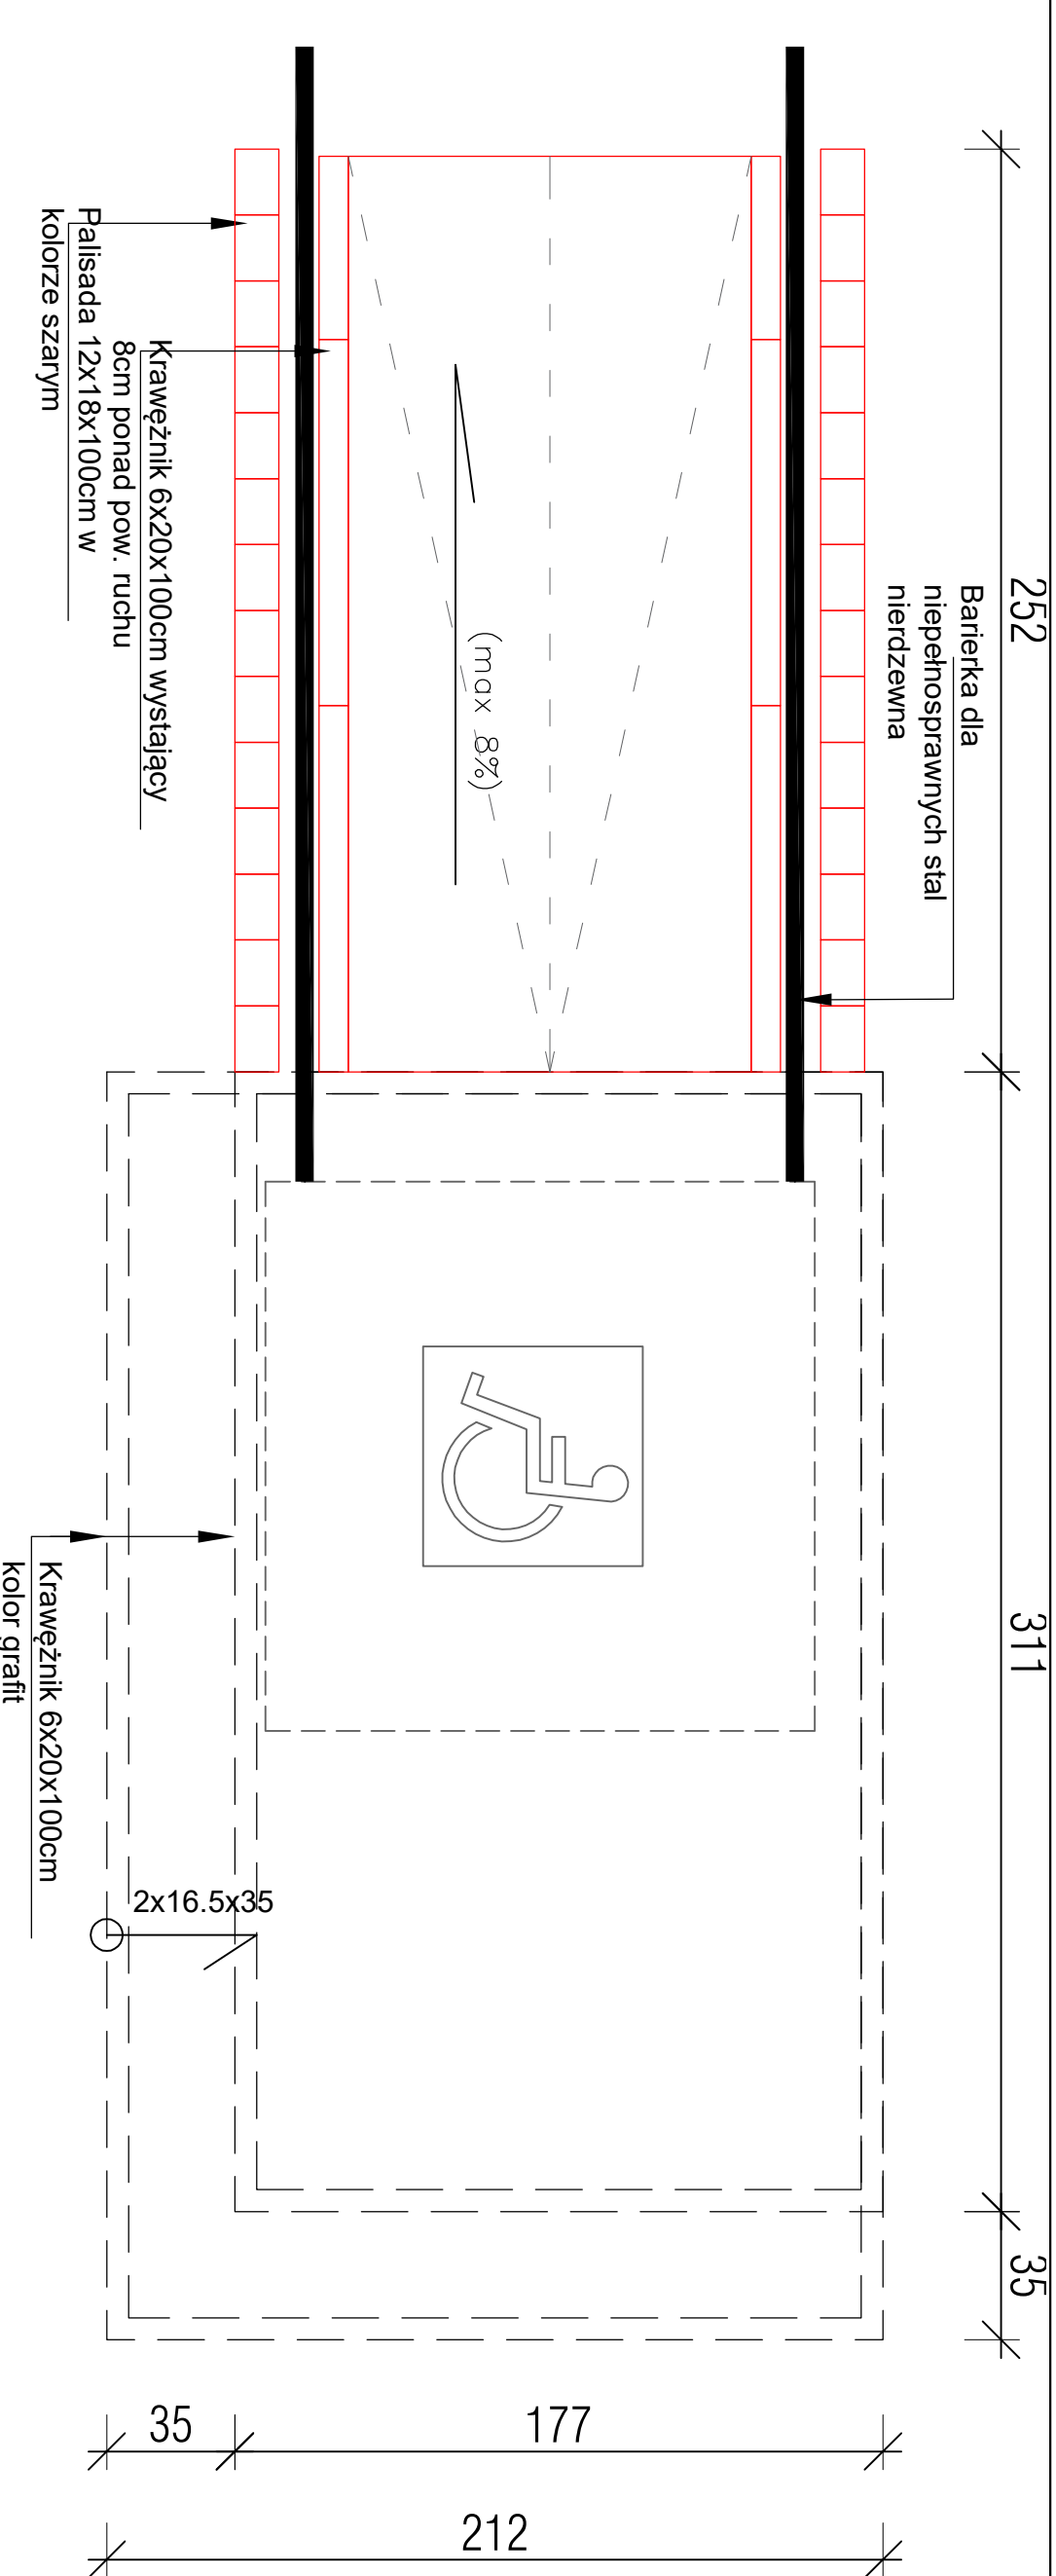 252
311
35
Barierka dla
niepełnosprawnych stal
nierdzewna
(max 8%)
Krawężnik 6x20x100cm wystający
8cm ponad pow. ruchu
Palisada 12x18x100cm w
kolorze szarym
Krawężnik 6x20x100cm
kolor grafit
2x16.5x35
35
177
212